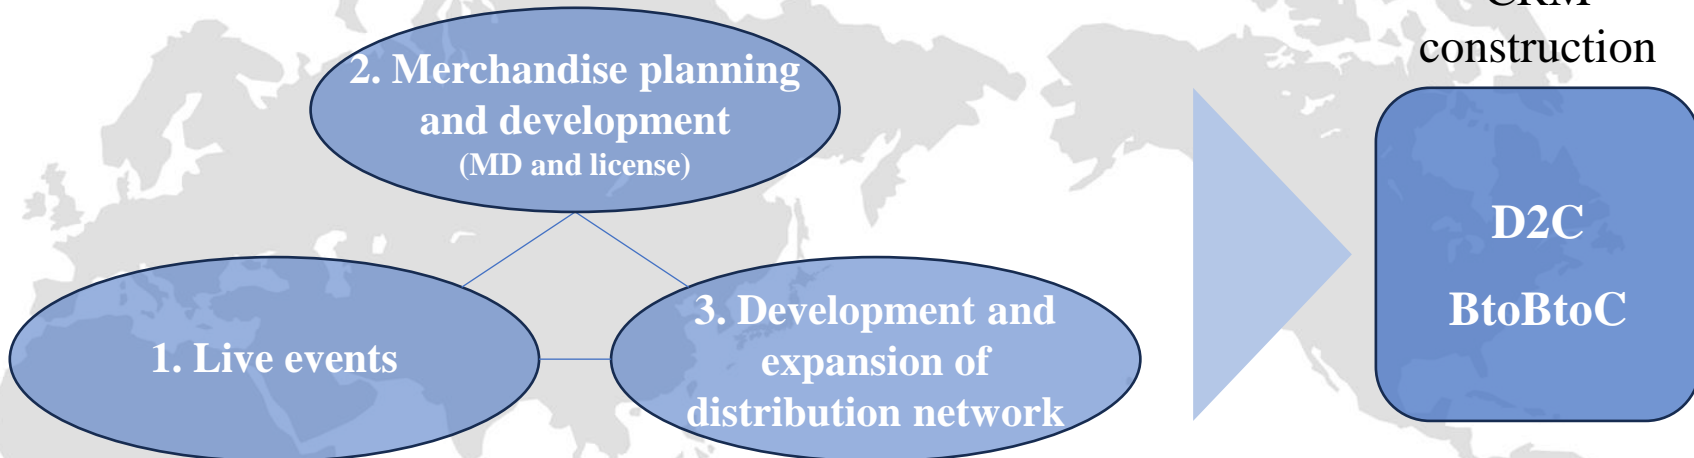 CRM
construction
2. Merchandise planning
and development
(MD and license)
1. Live events
3. Development and
expansion of
distribution network
D2C
BtoBtoC